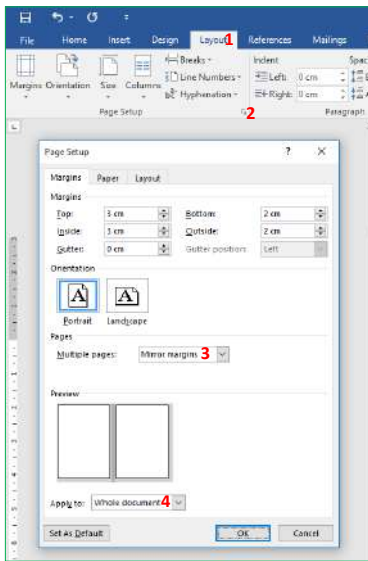 File Home Insert Design Layout 1 References Mailings
Breaks Indent Spac
Line Numbers Left: 0 cm
Margins Orientation Size Columns Hyphenation Right: 0 cm
Page Setup 2 Paragraph
Page Setup ? ×
Margins Paper Layout
Margins
Top: 3 cm Bottom: 2 cm
Inside: 3 cm Outside: 2 cm
Gutter: 0 cm Gutter position: Left
Orientation
A A
Portrait Landscape
Pages
Multiple pages: Mirror margins 3
Preview
Apply to: Whole document 4
Set As Default OK Cancel